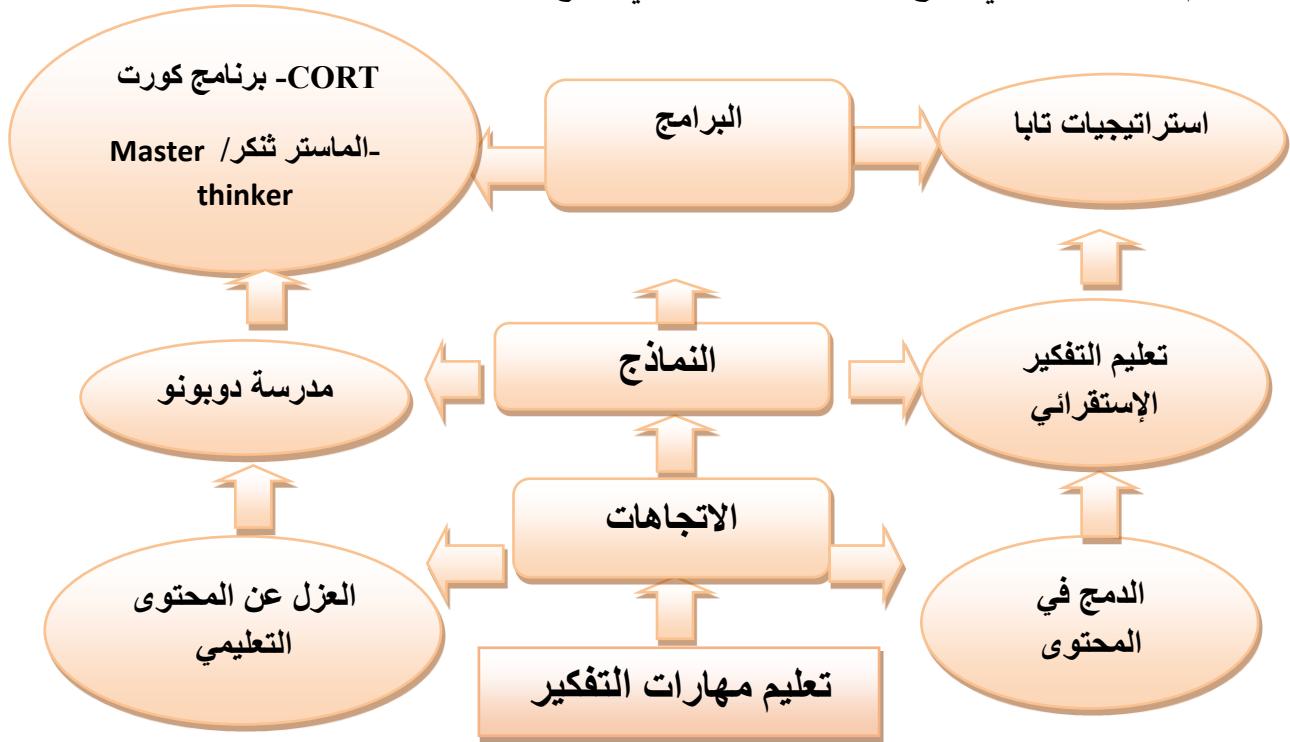 -CORT برنامج كورت
-الماستر ثنكر/ Master
thinker
البرامج
استراتيجيات تابا
النماذج
مدرسة دوبونو
تعليم التفكير
الإستقرائي
الاتجاهات
العزل عن المحتوى
التعليمي
الدمج في
المحتوى
تعليم مهارات التفكير